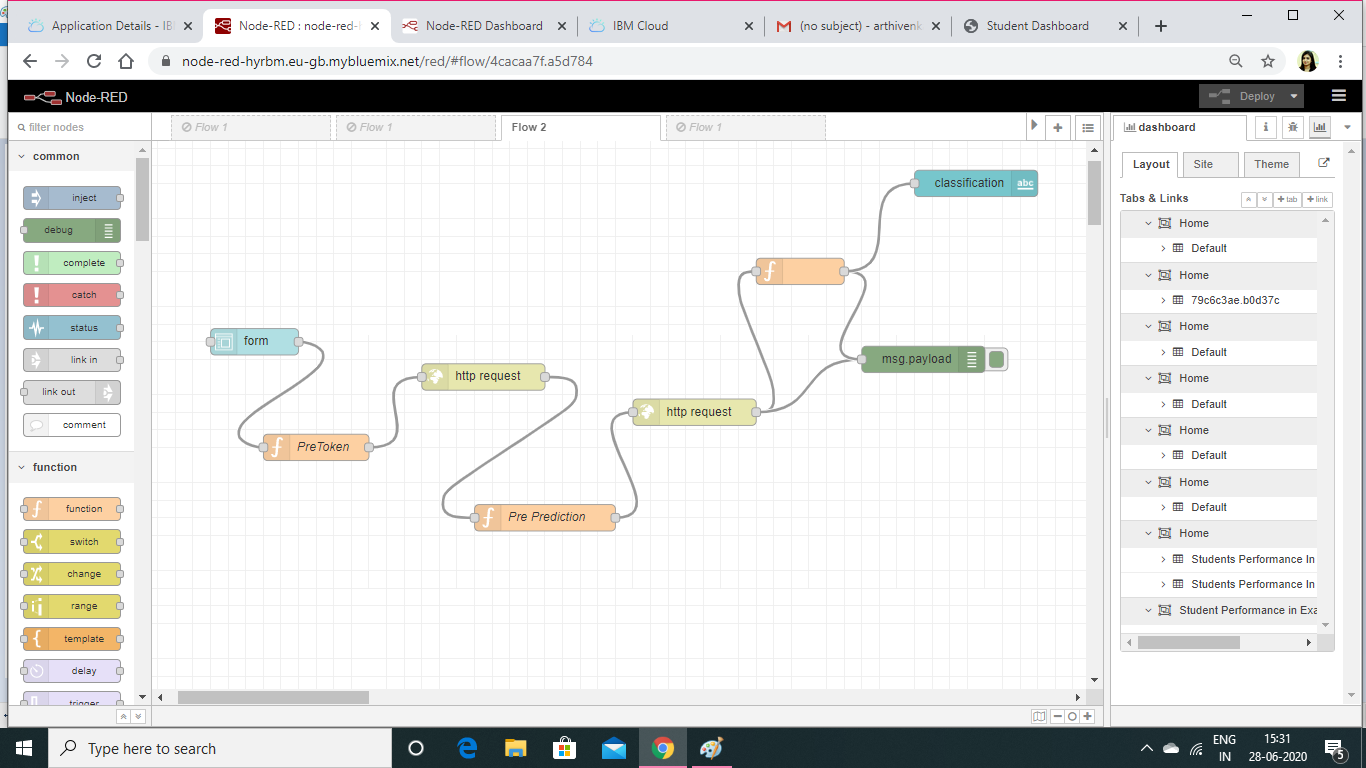 Application Details - IB
Node-RED : node-red-h
Node-RED Dashboard
IBM Cloud
(no subject) - arthivenk
Student Dashboard
node-red-hyrbm.eu-gb.mybluemix.net/red/#flow/4cacaa7f.a5d784
Node-RED
Deploy
filter nodes
Flow 1
Flow 1
Flow 2
Flow 1
dashboard
i
common
inject
debug
complete
catch
status
link in
link out
comment
function
function
switch
change
range
template
delay
trigger
form
PreToken
http request
Pre Prediction
http request
classification
abc
msg.payload
Layout
Site
Theme
Tabs & Links
tab
link
Home
Default
Home
79c6c3ae.b0d37c
Home
Default
Home
Default
Home
Default
Home
Default
Home
Students Performance In
Students Performance In
Student Performance in Exa
Type here to search
ENG
IN
15:31
28-06-2020
5